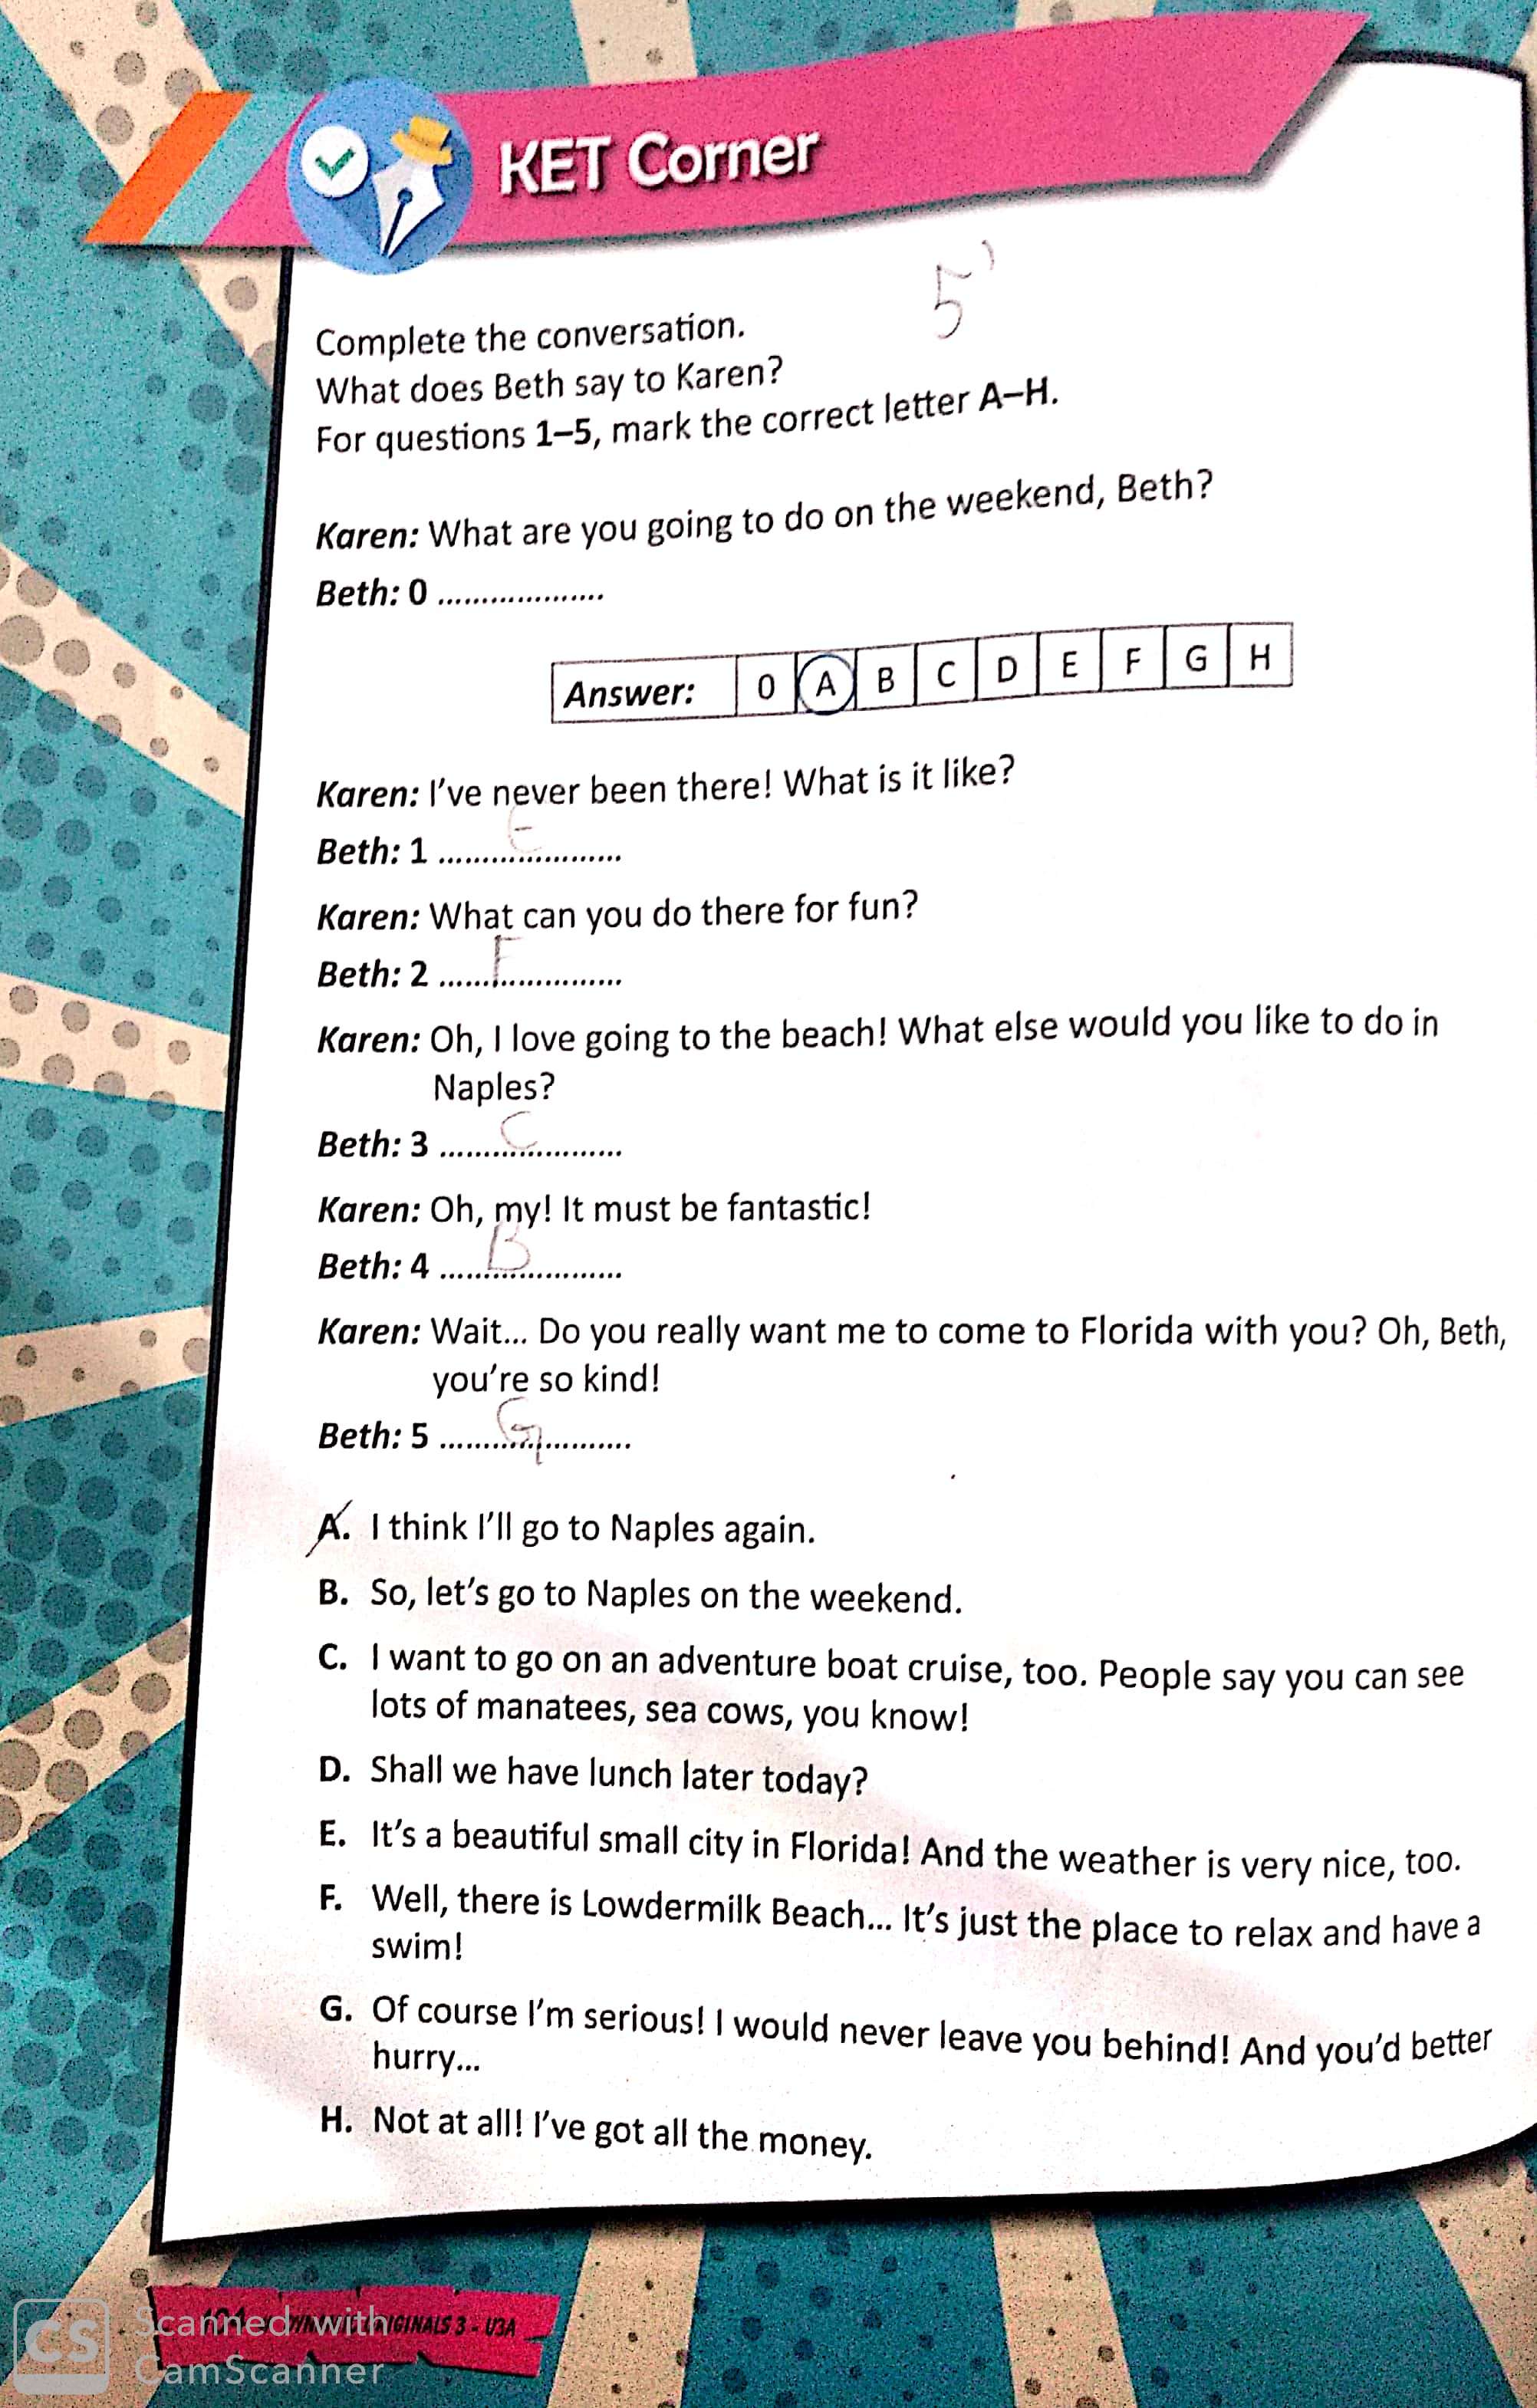 KET Corner
5'
Complete the conversation.
What does Beth say to Karen?
For questions 1–5, mark the correct letter A–H.
Karen: What are you going to do on the weekend, Beth?
Beth: 0 ...................
Answer: 0 A B C D E F G H
Karen: I've never been there! What is it like?
Beth: 1 ..................... E
Karen: What can you do there for fun?
Beth: 2 ..................... F
Karen: Oh, I love going to the beach! What else would you like to do in
Naples?
Beth: 3 ..................... C
Karen: Oh, my! It must be fantastic!
Beth: 4 ..................... B
Karen: Wait... Do you really want me to come to Florida with you? Oh, Beth,
you're so kind!
Beth: 5 ...................... G
A. I think I'll go to Naples again.
B. So, let's go to Naples on the weekend.
C. I want to go on an adventure boat cruise, too. People say you can see
lots of manatees, sea cows, you know!
D. Shall we have lunch later today?
E. It's a beautiful small city in Florida! And the weather is very nice, too.
F. Well, there is Lowdermilk Beach... It's just the place to relax and have a
swim!
G. Of course I'm serious! I would never leave you behind! And you'd better
hurry...
H. Not at all! I've got all the money.
3 - U3A
CS Scanned with
CamScanner